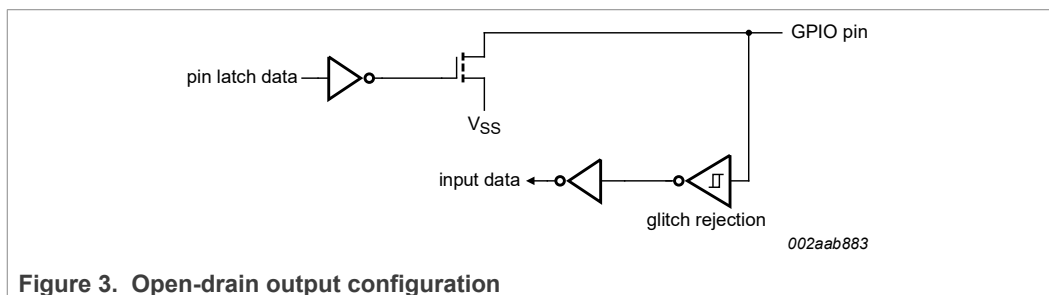 GPIO pin
pin latch data
VSS
input data
glitch rejection
002aab883
Figure 3. Open-drain output configuration